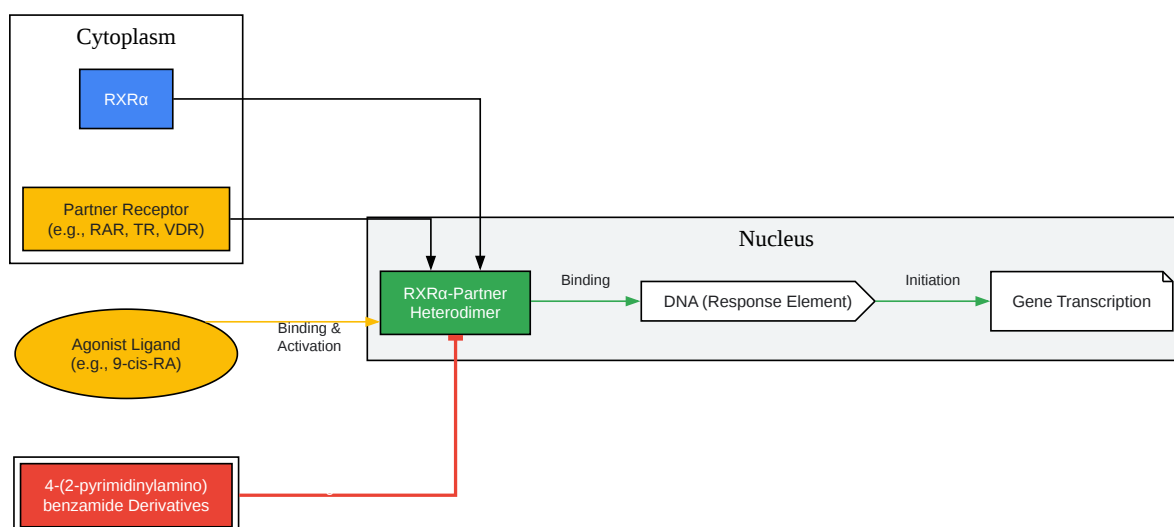 Cytoplasm
RXRα
Partner Receptor
(e.g., RAR, TR, VDR)
Nucleus
RXRα-Partner
Heterodimer
Binding
DNA (Response Element)
Initiation
Gene Transcription
Binding &
Activation
Agonist Ligand
(e.g., 9-cis-RA)
4-(2-pyrimidinylamino)
benzamide Derivatives